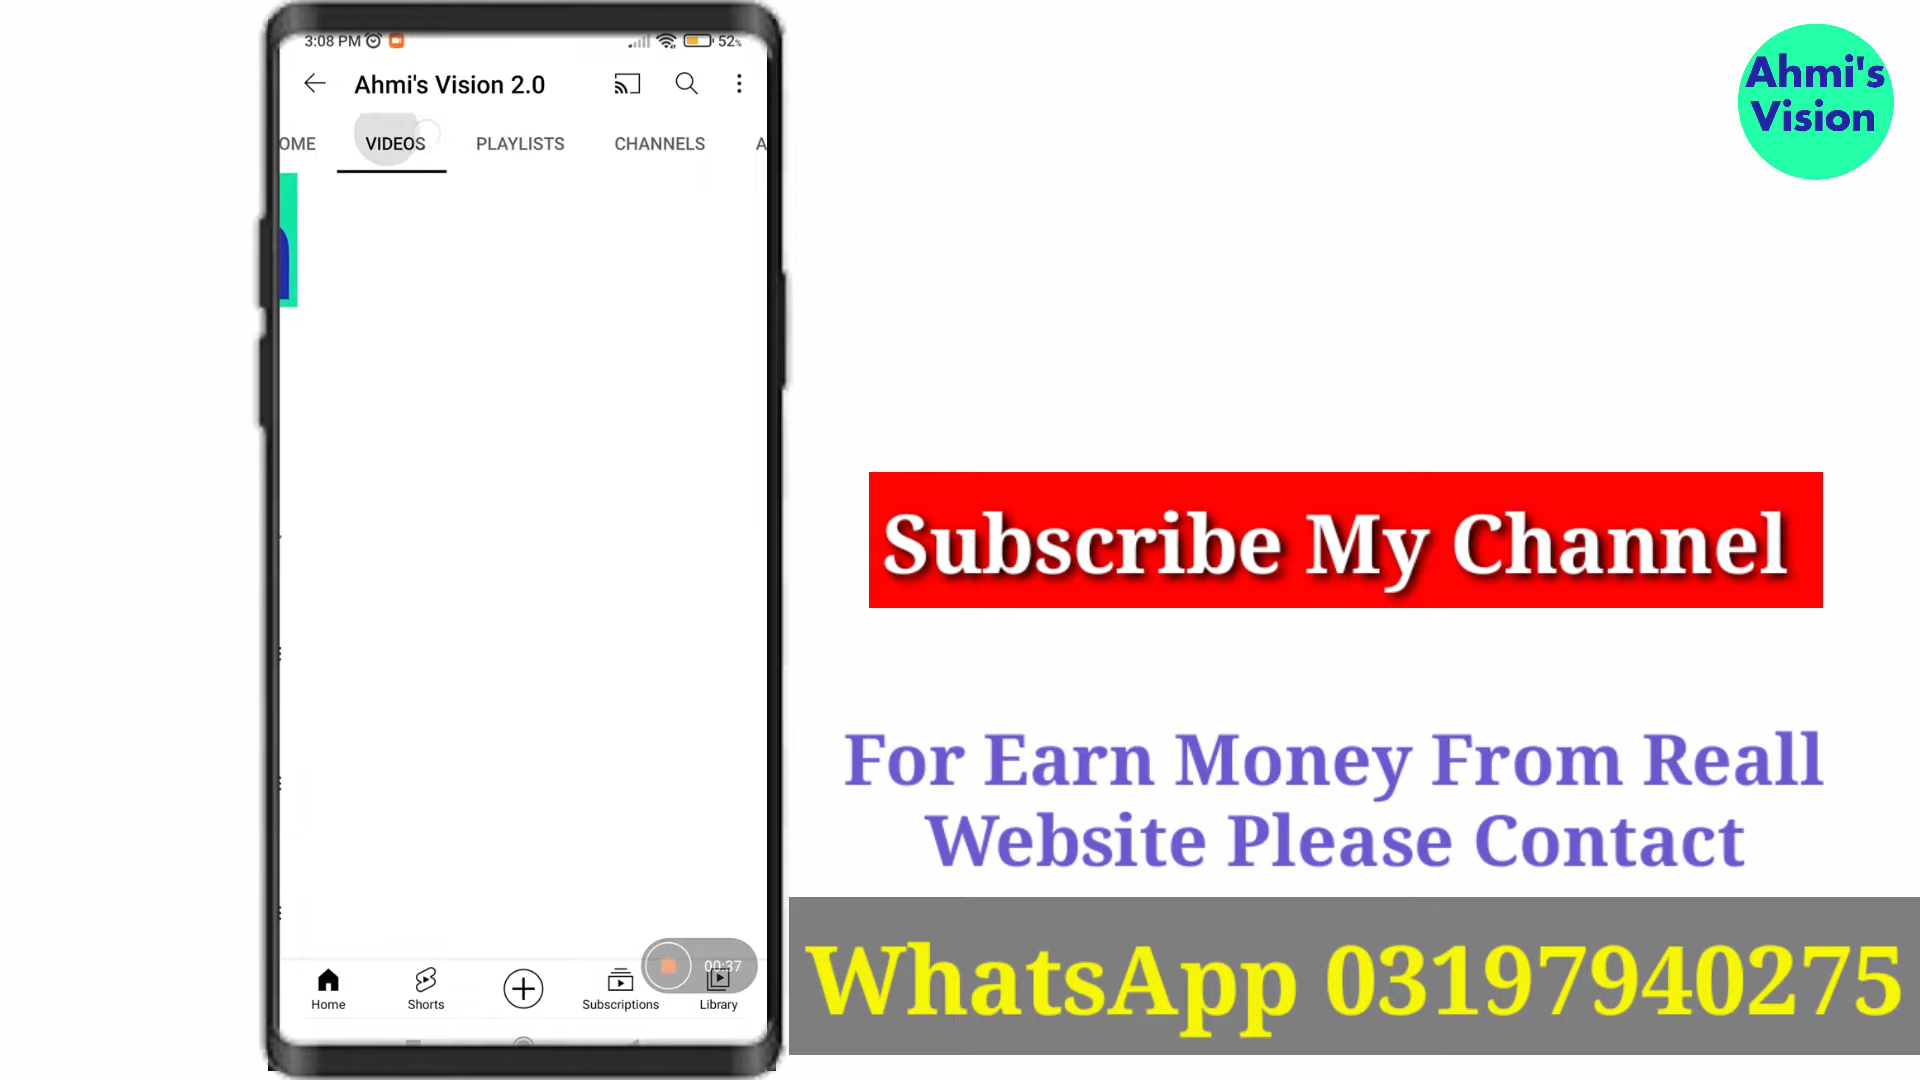 3:08 PM
52%
Ahmi's Vision 2.0
OME VIDEOS PLAYLISTS CHANNELS A
00:37
Home Shorts Subscriptions Library
Ahmi's
Vision
Subscribe My Channel
For Earn Money From Reall
Website Please Contact
WhatsApp 03197940275